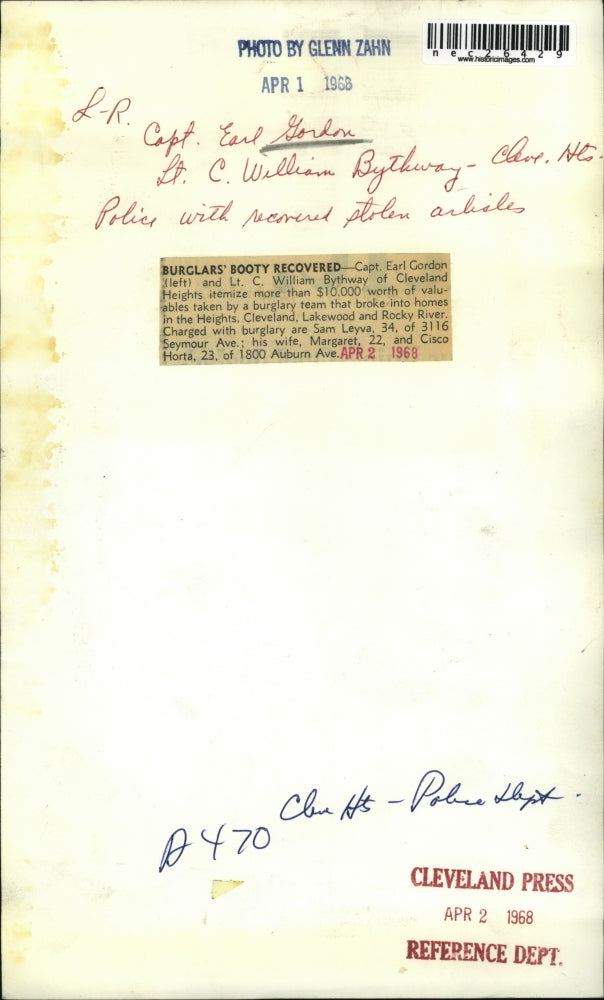 PHOTO BY GLENN ZAHN
APR 1 1968
nec26429
www.historicimages.com
L-R.
Capt. Earl Gordon
Lt. C. William Bythway - Cleve. Hts.
Police with recovered stolen articles
BURGLARS' BOOTY RECOVERED—Capt. Earl Gordon
(left) and Lt. C. William Bythway of Cleveland
Heights itemize more than $10,000 worth of valu-
ables taken by a burglary team that broke into homes
in the Heights, Cleveland, Lakewood and Rocky River.
Charged with burglary are Sam Leyva, 34, of 3116
Seymour Ave.; his wife, Margaret, 22, and Cisco
Horta, 23, of 1800 Auburn Ave. APR 2 1968
Cleve Hts - Police Dept.
A470
CLEVELAND PRESS
APR 2 1968
REFERENCE DEPT.